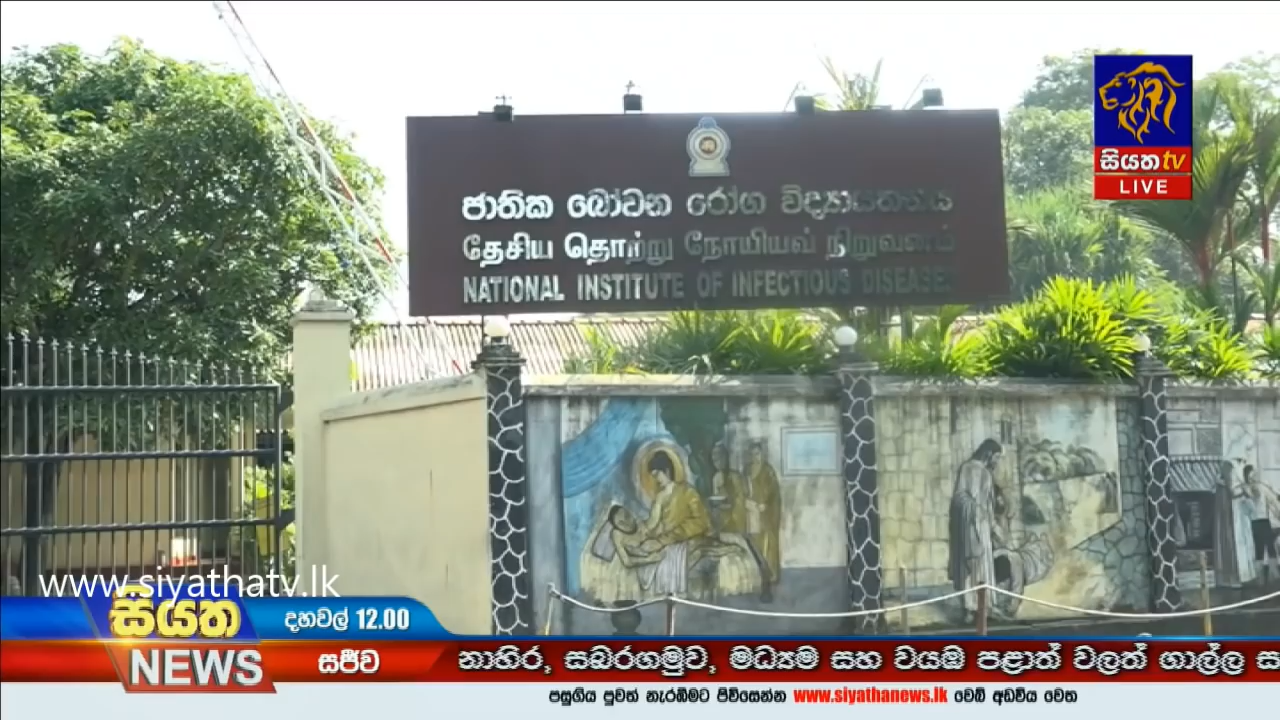 සියත tv
LIVE
ජාතික බෝවන රෝග විද්‍යායතනය
தேசிய தொற்று நோயியவ் நிறுவனம்
NATIONAL INSTITUTE OF INFECTIOUS DISEASE.
www.siyathatv.lk
සියත දහවල් 12.00
NEWS සජීව නාහිර, සබරගමුව, මධ්‍යම සහ වයඹ පළාත් වලත් ගාල්ල ස
පසුගිය පුවත් නැරඹීමට පිවිසෙන්න www.siyathanews.lk වෙබ් අඩවිය වෙත